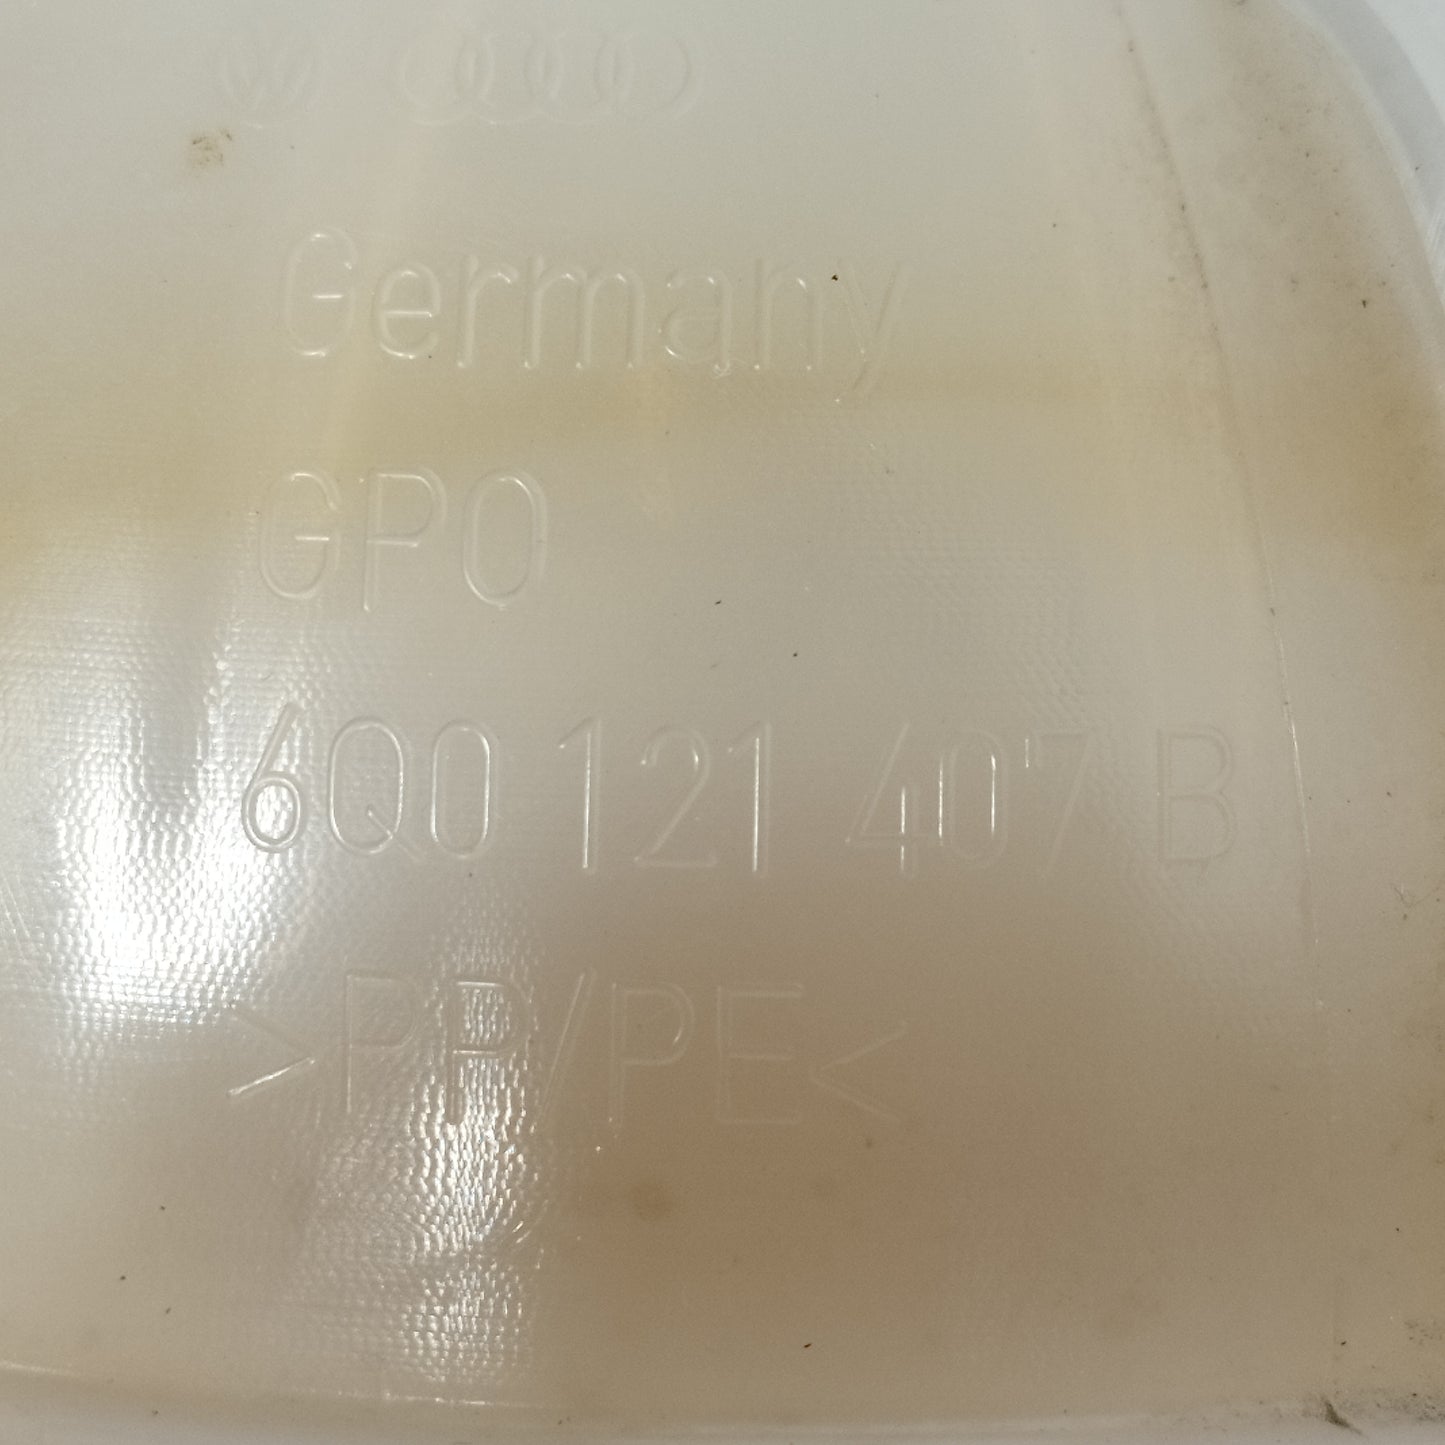 Germany
GPO
6Q0 121 407 B
>PP/PE<